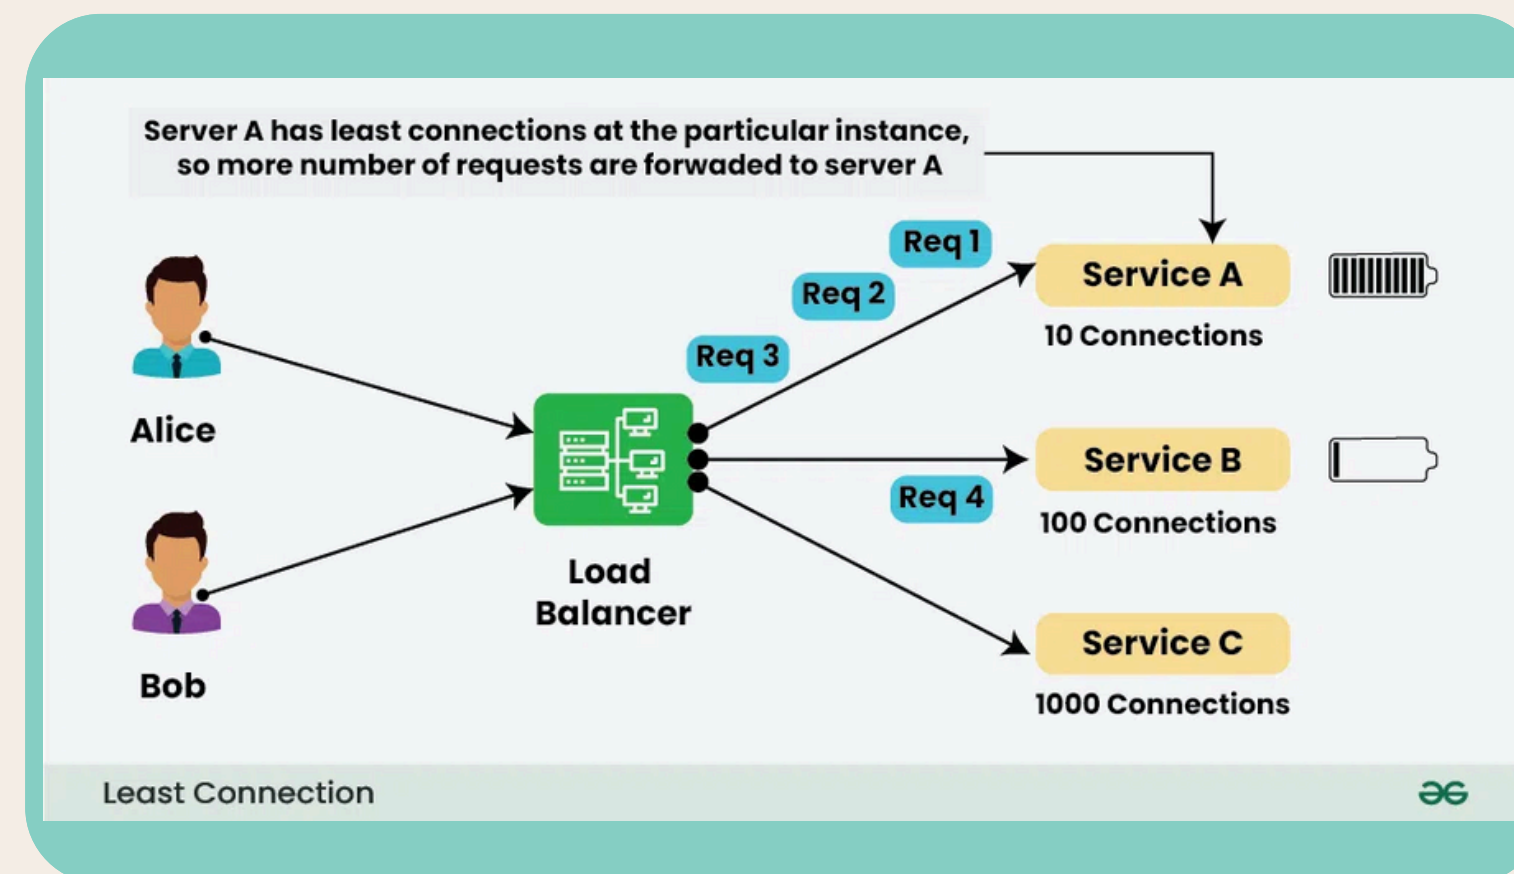 Server A has least connections at the particular instance,
so more number of requests are forwaded to server A
Req 1
Req 2
Req 3
Service A
10 Connections
Alice
Service B
Req 4
100 Connections
Load
Balancer
Service C
1000 Connections
Bob
Least Connection